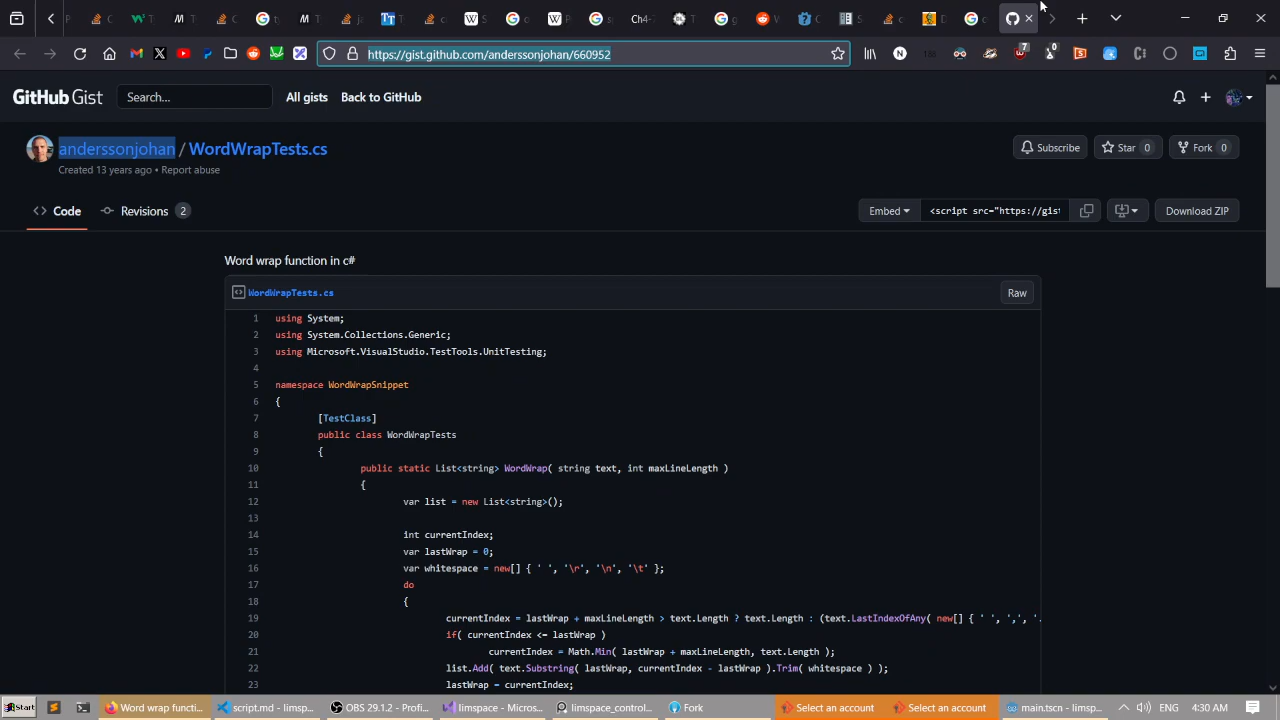 T
T
Ch4-
T
https://gist.github.com/anderssonjohan/660952
7
0
GitHub Gist
Search...
All gists
Back to GitHub
anderssonjohan / WordWrapTests.cs
Created 13 years ago • Report abuse
Subscribe
Star 0
Fork 0
Code
Revisions 2
Embed
<script src="https://gis
Download ZIP
Word wrap function in c#
WordWrapTests.cs
Raw
1 using System;
2 using System.Collections.Generic;
3 using Microsoft.VisualStudio.TestTools.UnitTesting;
4
5 namespace WordWrapSnippet
6 {
7 [TestClass]
8 public class WordWrapTests
9 {
10 public static List<string> WordWrap( string text, int maxLineLength )
11 {
12 var list = new List<string>();
13
14 int currentIndex;
15 var lastWrap = 0;
16 var whitespace = new[] { ' ', '\r', '\n', '\t' };
17 do
18 {
19 currentIndex = lastWrap + maxLineLength > text.Length ? text.Length : (text.LastIndexOfAny( new[] { ' ', ',', '.
20 if( currentIndex <= lastWrap )
21 currentIndex = Math.Min( lastWrap + maxLineLength, text.Length );
22 list.Add( text.Substring( lastWrap, currentIndex - lastWrap ).Trim( whitespace ) );
23 lastWrap = currentIndex;
Start
Word wrap functi...
script.md - limsp...
OBS 29.1.2 - Profi...
limspace - Micros...
limspace_control...
Fork
Select an account
Select an account
main.tscn - limsp...
ENG
4:30 AM